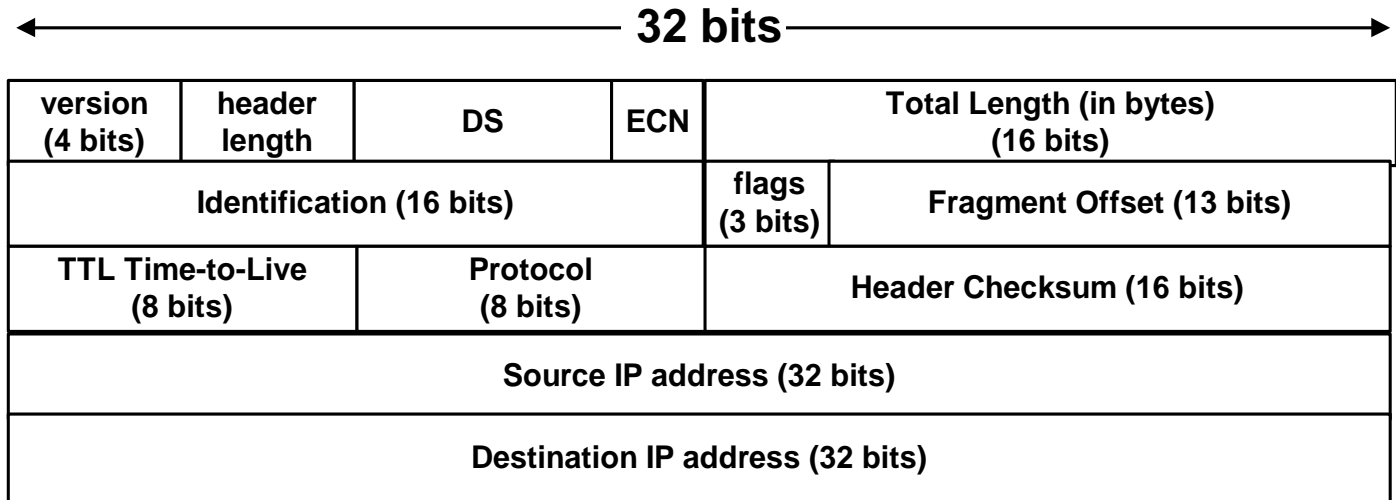 32 bits
version
(4 bits)
header
length
DS
ECN
Total Length (in bytes)
(16 bits)
Identification (16 bits)
flags
(3 bits)
Fragment Offset (13 bits)
TTL Time-to-Live
(8 bits)
Protocol
(8 bits)
Header Checksum (16 bits)
Source IP address (32 bits)
Destination IP address (32 bits)